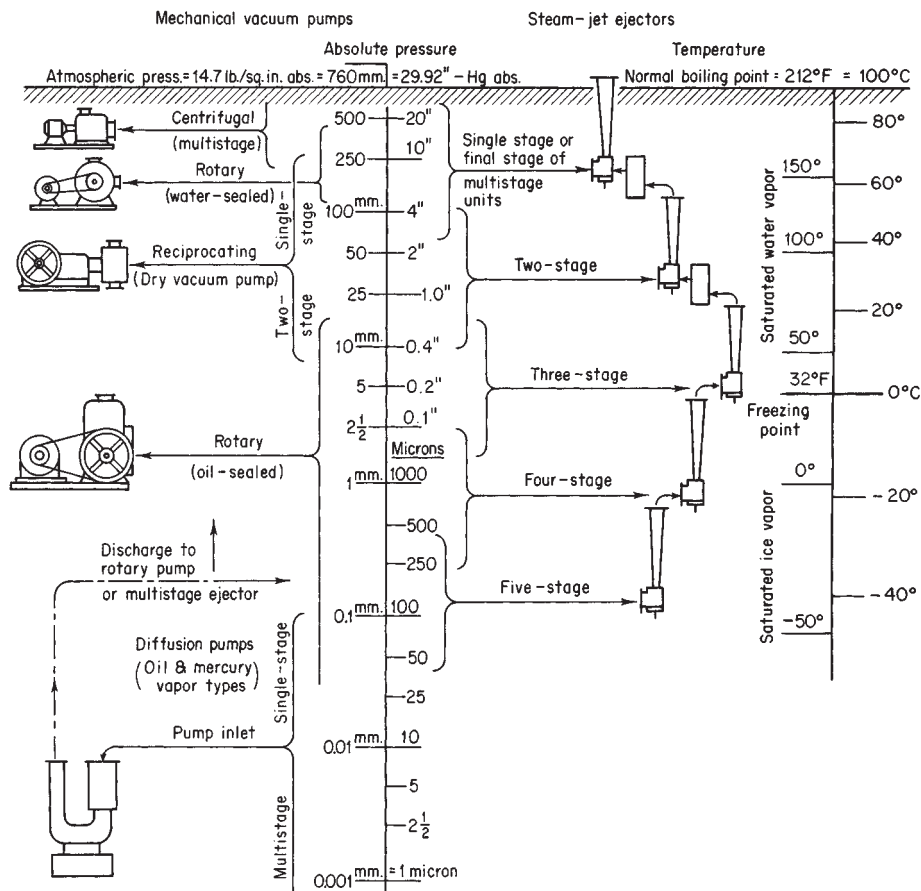 Mechanical vacuum pumps
Steam-jet ejectors
Absolute pressure
Temperature
Atmospheric press.= 14.7 lb./sq.in. abs. = 760mm. = 29.92" - Hg abs.
Normal boiling point = 212°F = 100°C
Centrifugal
(multistage)
Rotary
(water-sealed)
Reciprocating
(Dry vacuum pump)
Single-
stage
Two-
stage
Rotary
(oil-sealed)
Discharge to
rotary pump
or multistage ejector
Diffusion pumps
(Oil & mercury
vapor types)
Pump inlet
Single-stage
Multistage
500 20"
250 10"
100 mm. 4"
50 2"
25 1.0"
10 mm. 0.4"
5 0.2"
2 1/2 0.1"
Microns
1 mm. 1000
500
250
0.1 mm. 100
50
25
0.01 mm. 10
5
2 1/2
0.001 mm. = 1 micron
Single stage or
final stage of
multistage
units
Two-stage
Three-stage
Four-stage
Five-stage
Saturated water vapor
Saturated ice vapor
150°
100°
50°
32°F
Freezing
point
0°
-50°
80°
60°
40°
20°
0°C
-20°
-40°